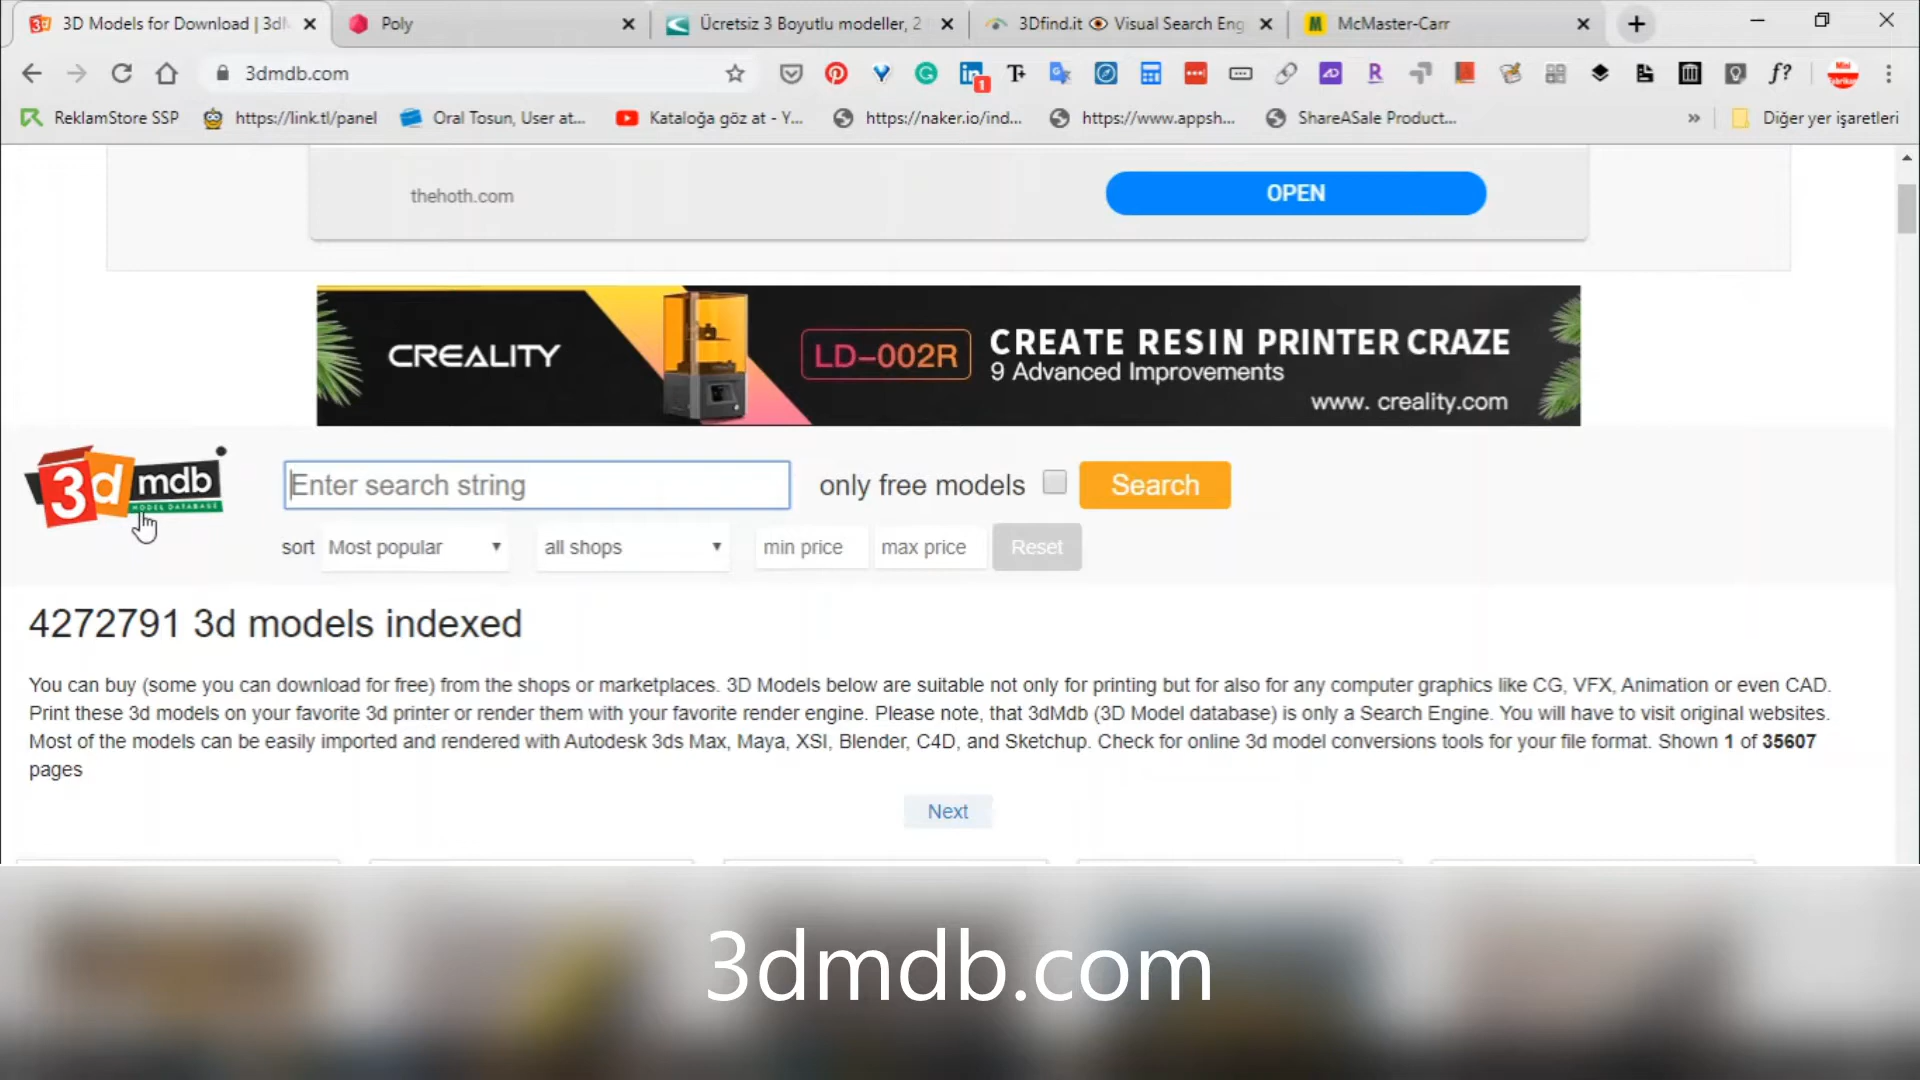 3D Models for Download | 3dM
Poly
Ücretsiz 3 Boyutlu modeller, 2
3Dfind.it 👁 Visual Search Eng
McMaster-Carr
3dmdb.com
ReklamStore SSP
https://link.tl/panel
Oral Tosun, User at...
Kataloğa göz at - Y...
https://naker.io/ind...
https://www.appsh...
ShareASale Product...
Diğer yer işaretleri
thehoth.com
OPEN
CREALITY
LD-002R
CREATE RESIN PRINTER CRAZE
9 Advanced Improvements
www. creality.com
3d mdb
MODEL DATABASE
Enter search string
only free models
Search
sort
Most popular
all shops
min price
max price
Reset
4272791 3d models indexed
You can buy (some you can download for free) from the shops or marketplaces. 3D Models below are suitable not only for printing but for also for any computer graphics like CG, VFX, Animation or even CAD.
Print these 3d models on your favorite 3d printer or render them with your favorite render engine. Please note, that 3dMdb (3D Model database) is only a Search Engine. You will have to visit original websites.
Most of the models can be easily imported and rendered with Autodesk 3ds Max, Maya, XSI, Blender, C4D, and Sketchup. Check for online 3d model conversions tools for your file format. Shown 1 of 35607
pages
Next
3dmdb.com